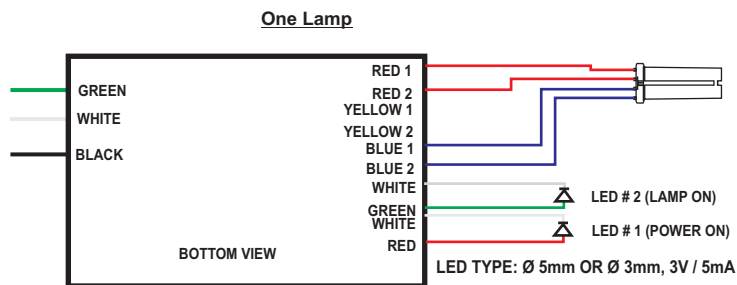 One Lamp
GREEN
WHITE
BLACK
RED 1
RED 2
YELLOW 1
YELLOW 2
BLUE 1
BLUE 2
WHITE
GREEN
WHITE
RED
BOTTOM VIEW
LED # 2 (LAMP ON)
LED # 1 (POWER ON)
LED TYPE: Ø 5mm OR Ø 3mm, 3V / 5mA